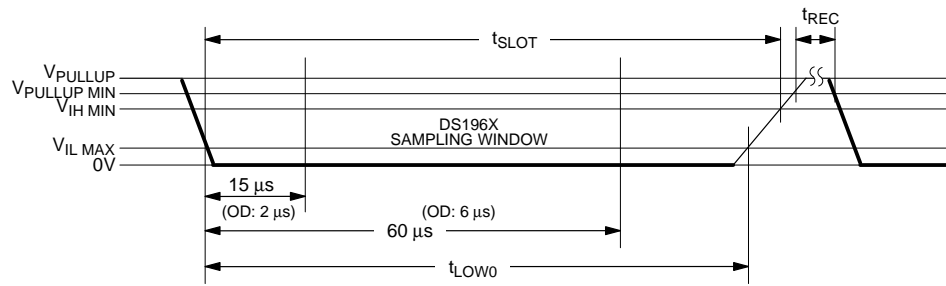 tREC
tSLOT
VPULLUP
VPULLUP MIN
VIH MIN
DS196X
SAMPLING WINDOW
VIL MAX
0V
15 µs
(OD: 2 µs)
(OD: 6 µs)
60 µs
tLOW0